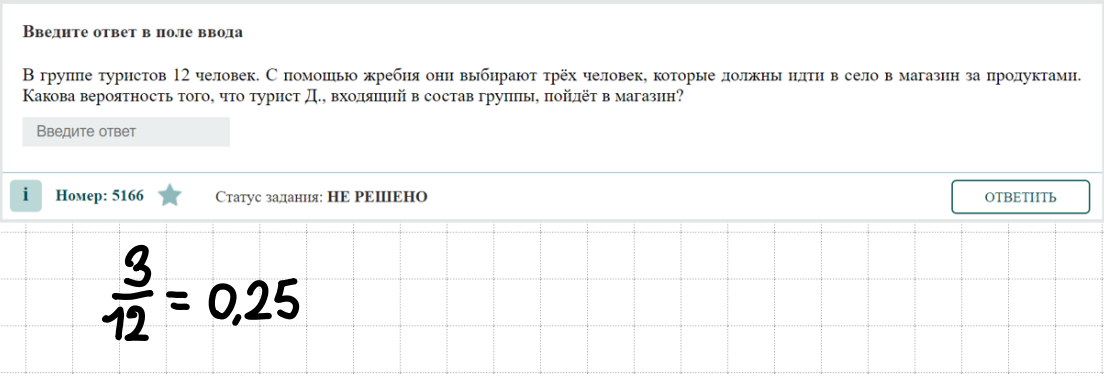 Введите ответ в поле ввода
В группе туристов 12 человек. С помощью жребия они выбирают трёх человек, которые должны идти в село в магазин за продуктами.
Какова вероятность того, что турист Д., входящий в состав группы, пойдёт в магазин?
Введите ответ
i Номер: 5166 Статус задания: НЕ РЕШЕНО ОТВЕТИТЬ
3/12 = 0,25